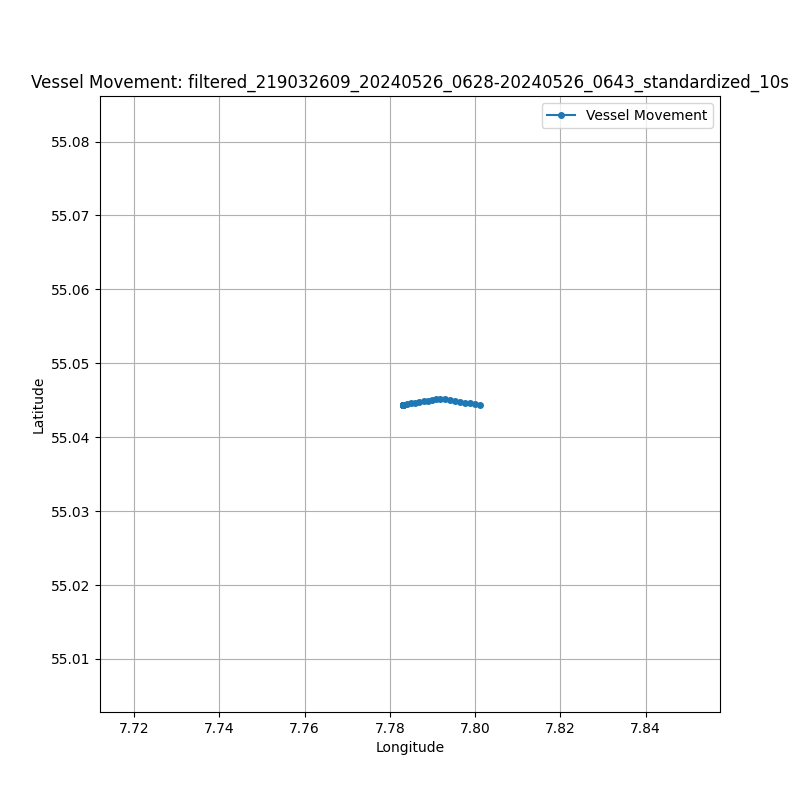 Vessel Movement: filtered_219032609_20240526_0628-20240526_0643_standardized_10s
Vessel Movement
55.08
55.07
55.06
55.05
55.04
55.03
55.02
55.01
Latitude
7.72 7.74 7.76 7.78 7.80 7.82 7.84
Longitude